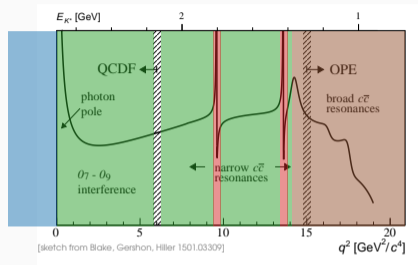 E_K* [GeV]
2
1
QCDF
OPE
photon
pole
broad cc̅
resonances
narrow cc̅
resonances
O7 - O9
interference
0
5
10
15
20
q² [GeV²/c⁴]
[sketch from Blake, Gershon, Hiller 1501.03309]